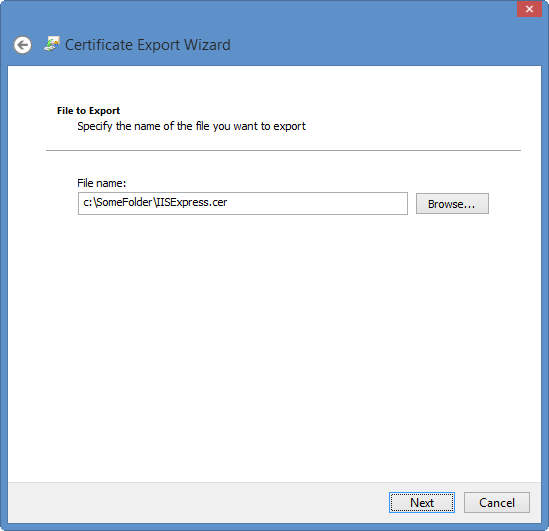 Certificate Export Wizard
File to Export
Specify the name of the file you want to export
File name:
c:\SomeFolder\IISExpress.cer
Browse...
Next
Cancel